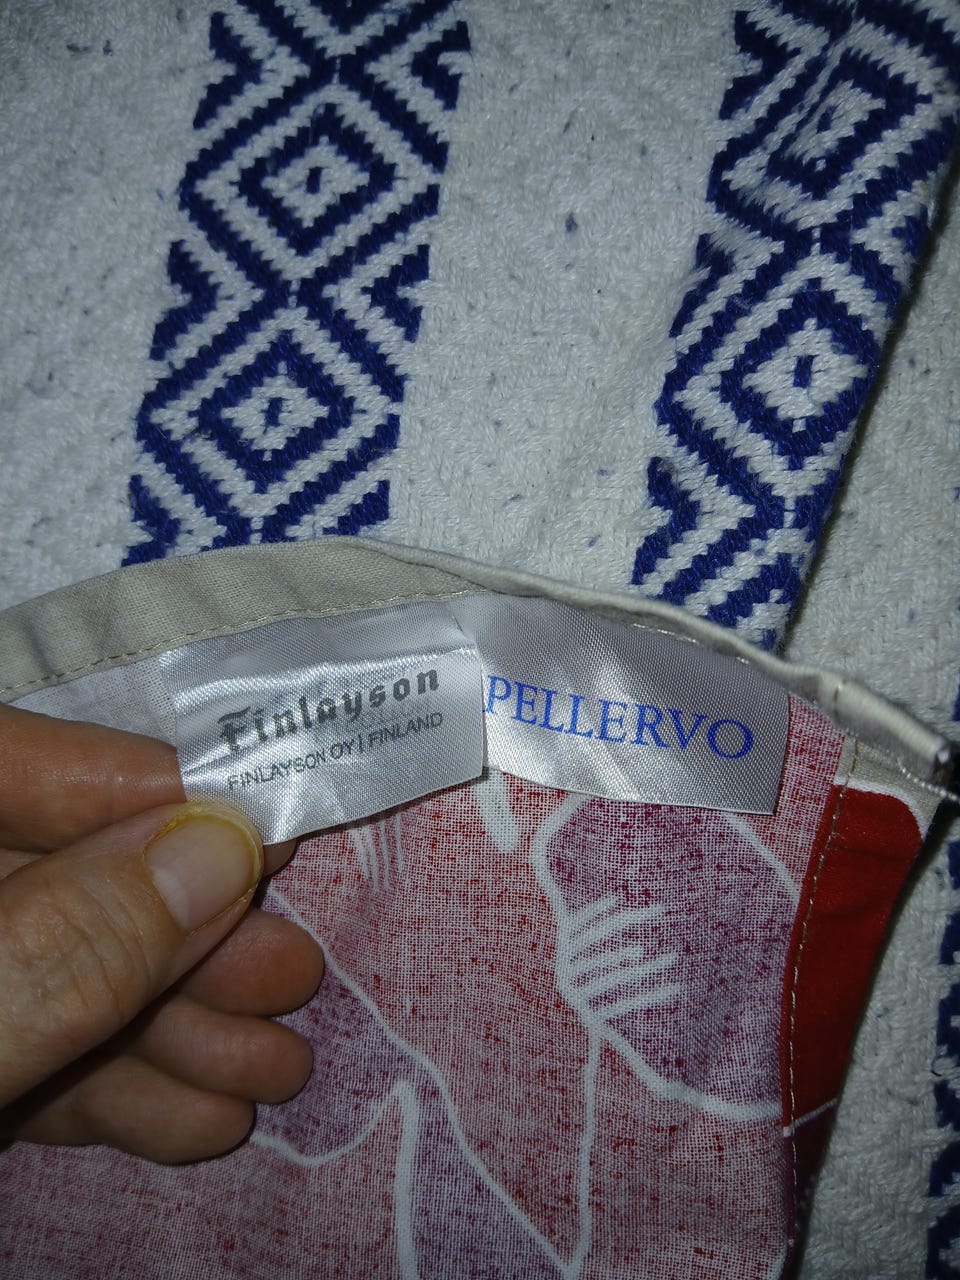 Finlayson
FINLAYSON OY | FINLAND
PELLERVO